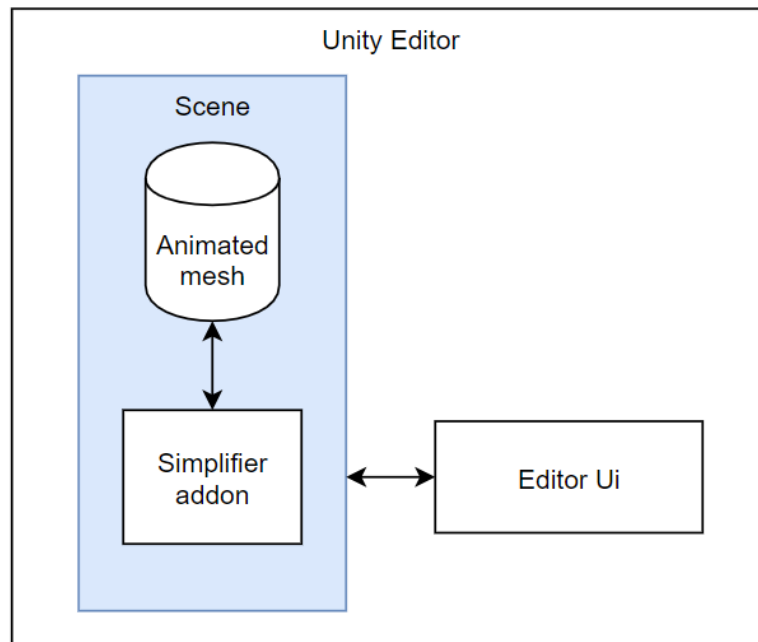 Unity Editor
Scene
Animated
mesh
Simplifier
addon
Editor Ui